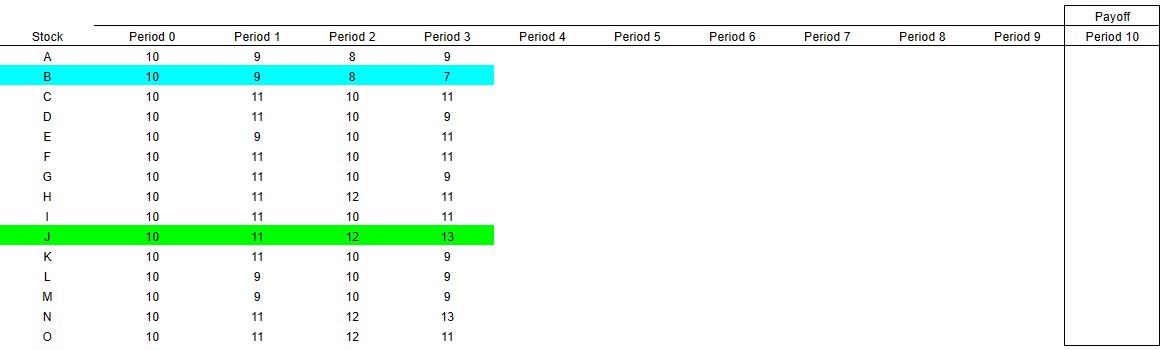 Payoff
Stock Period 0 Period 1 Period 2 Period 3 Period 4 Period 5 Period 6 Period 7 Period 8 Period 9 Period 10
A 10 9 8 9
B 10 9 8 7
C 10 11 10 11
D 10 11 10 9
E 10 9 10 11
F 10 11 10 11
G 10 11 10 9
H 10 11 12 11
I 10 11 10 11
J 10 11 12 13
K 10 11 10 9
L 10 9 10 9
M 10 9 10 9
N 10 11 12 13
O 10 11 12 11